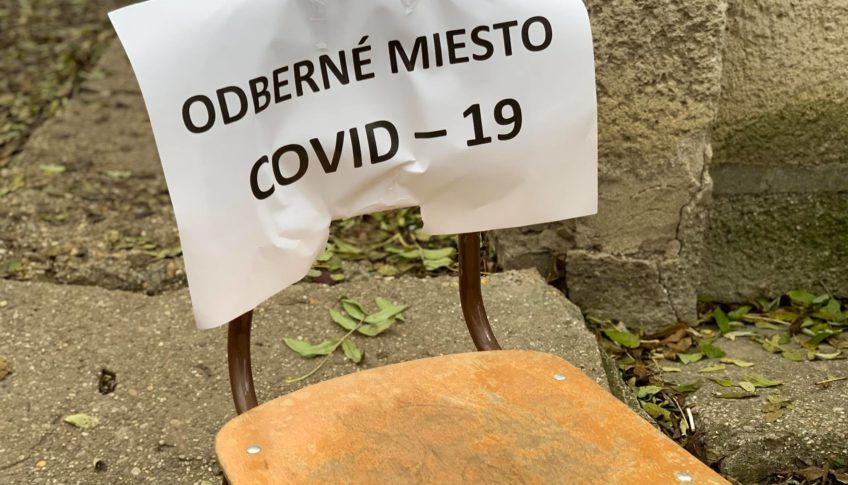 ODBERNÉ MIESTO
COVID – 19